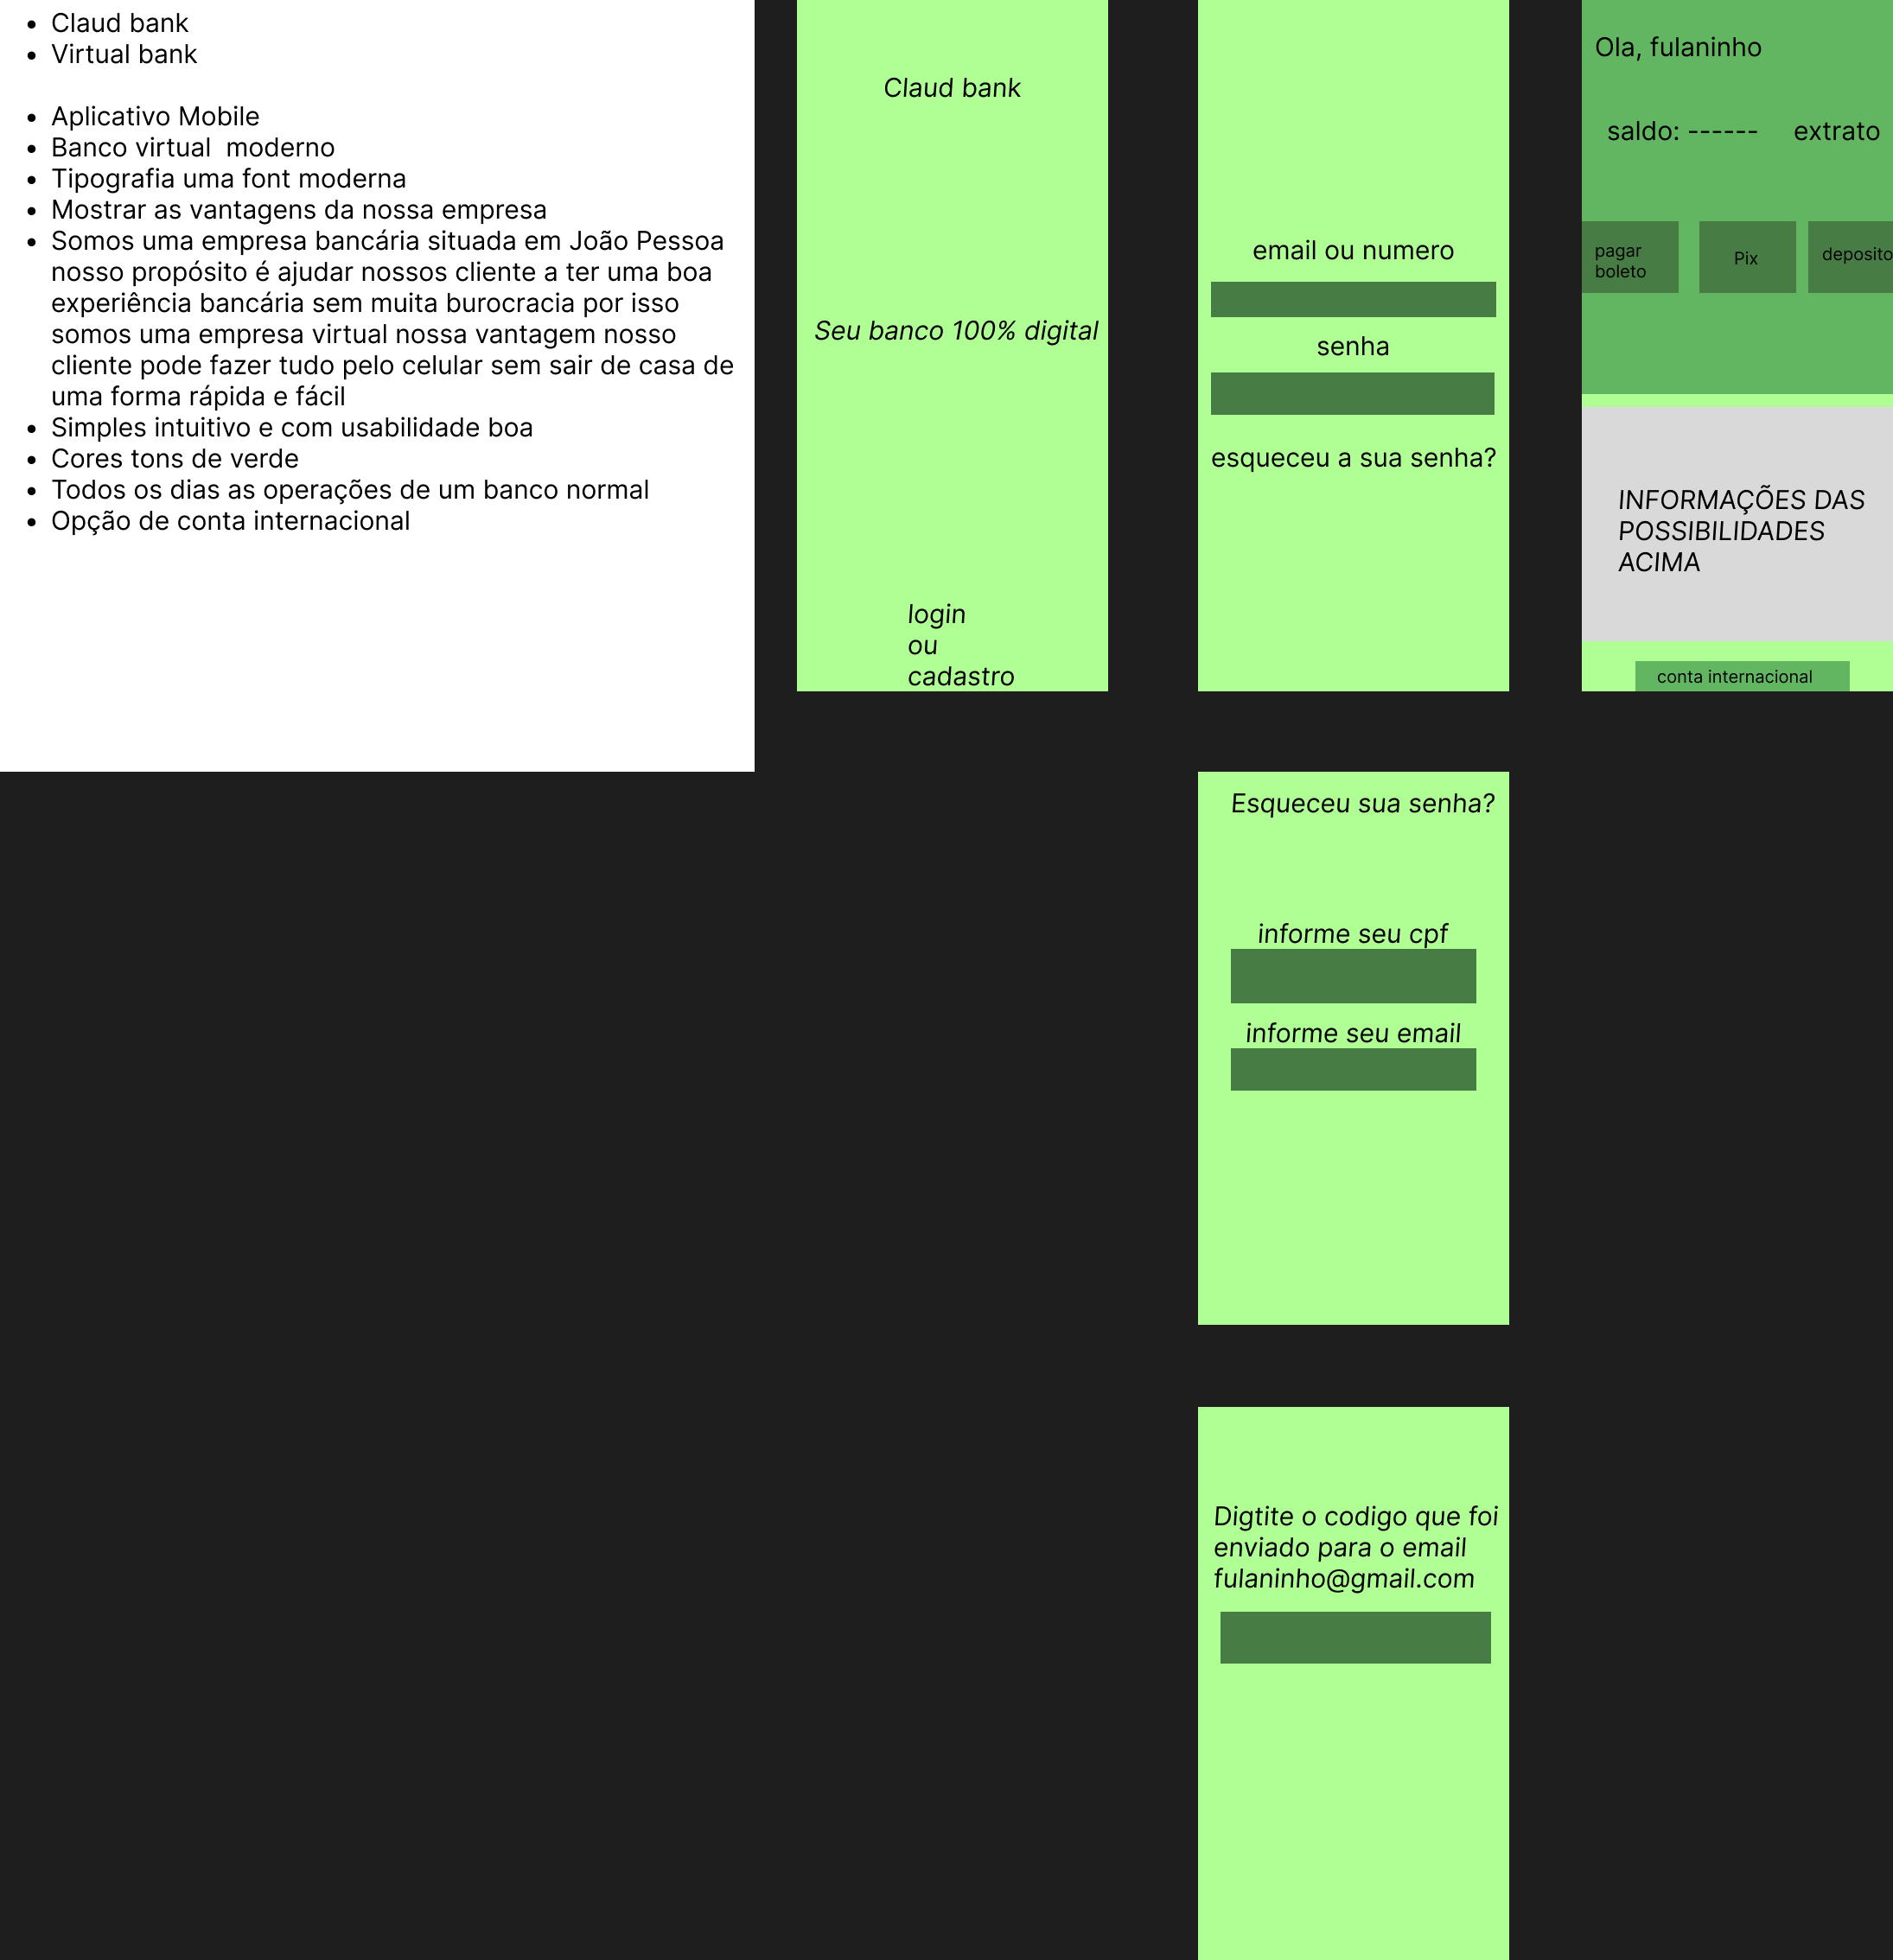 Claud bank
Virtual bank
Aplicativo Mobile
Banco virtual  moderno
Tipografia uma font moderna
Mostrar as vantagens da nossa empresa
Somos uma empresa bancária situada em João Pessoa
nosso propósito é ajudar nossos cliente a ter uma boa
experiência bancária sem muita burocracia por isso
somos uma empresa virtual nossa vantagem nosso
cliente pode fazer tudo pelo celular sem sair de casa de
uma forma rápida e fácil
Simples intuitivo e com usabilidade boa
Cores tons de verde
Todos os dias as operações de um banco normal
Opção de conta internacional
Claud bank
Seu banco 100% digital
login
ou
cadastro
email ou numero
senha
esqueceu a sua senha?
Ola, fulaninho
saldo: ------
extrato
pagar
boleto
Pix
deposito
INFORMAÇÕES DAS
POSSIBILIDADES
ACIMA
conta internacional
Esqueceu sua senha?
informe seu cpf
informe seu email
Digtite o codigo que foi
enviado para o email
fulaninho@gmail.com